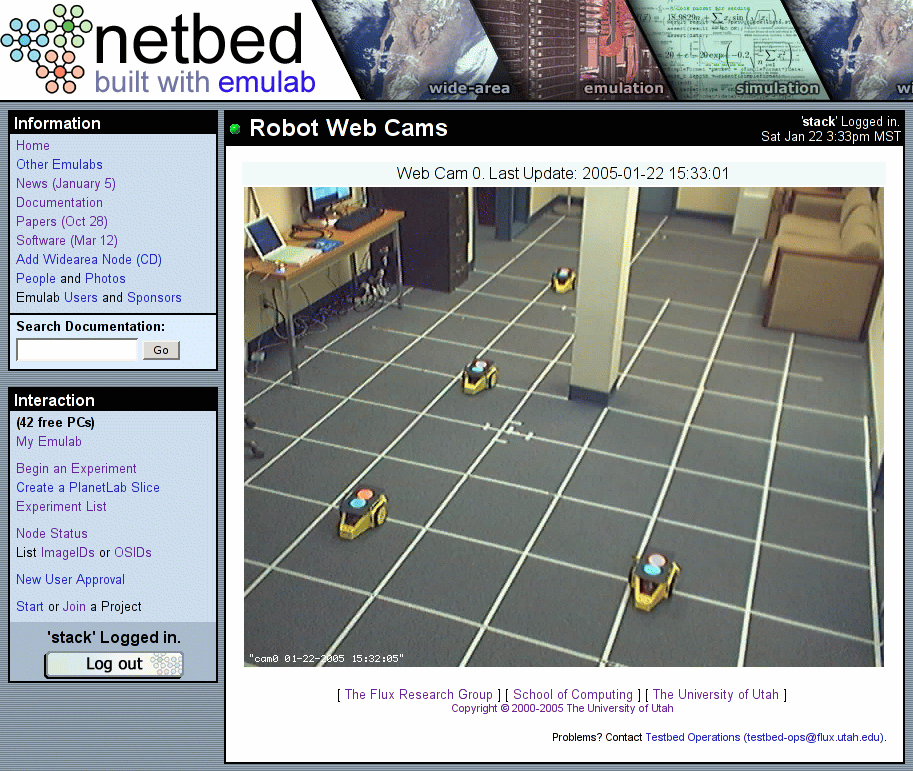 netbed
built with emulab
wide-area
emulation
simulation
Information
Home
Other Emulabs
News (January 5)
Documentation
Papers (Oct 28)
Software (Mar 12)
Add Widearea Node (CD)
People and Photos
Emulab Users and Sponsors
Search Documentation:
Go
Interaction
(42 free PCs)
My Emulab
Begin an Experiment
Create a PlanetLab Slice
Experiment List
Node Status
List ImageIDs or OSIDs
New User Approval
Start or Join a Project
'stack' Logged in.
Log out
Robot Web Cams
'stack' Logged in.
Sat Jan 22 3:33pm MST
Web Cam 0. Last Update: 2005-01-22 15:33:01
"cam0 01-22-2005 15:32:05"
[ The Flux Research Group ] [ School of Computing ] [ The University of Utah ]
Copyright © 2000-2005 The University of Utah
Problems? Contact Testbed Operations (testbed-ops@flux.utah.edu).